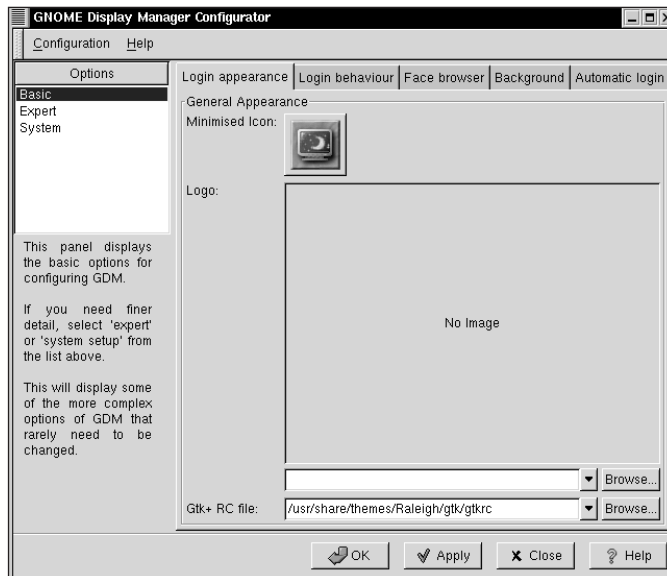 GNOME Display Manager Configurator
Configuration Help
Options
Basic
Expert
System
This panel displays
the basic options for
configuring GDM.
If you need finer
detail, select 'expert'
or 'system setup' from
the list above.
This will display some
of the more complex
options of GDM that
rarely need to be
changed.
Login appearance Login behaviour Face browser Background Automatic login
General Appearance
Minimised Icon:
Logo:
No Image
Browse...
Gtk+ RC file: /usr/share/themes/Raleigh/gtk/gtkrc Browse...
OK Apply Close Help